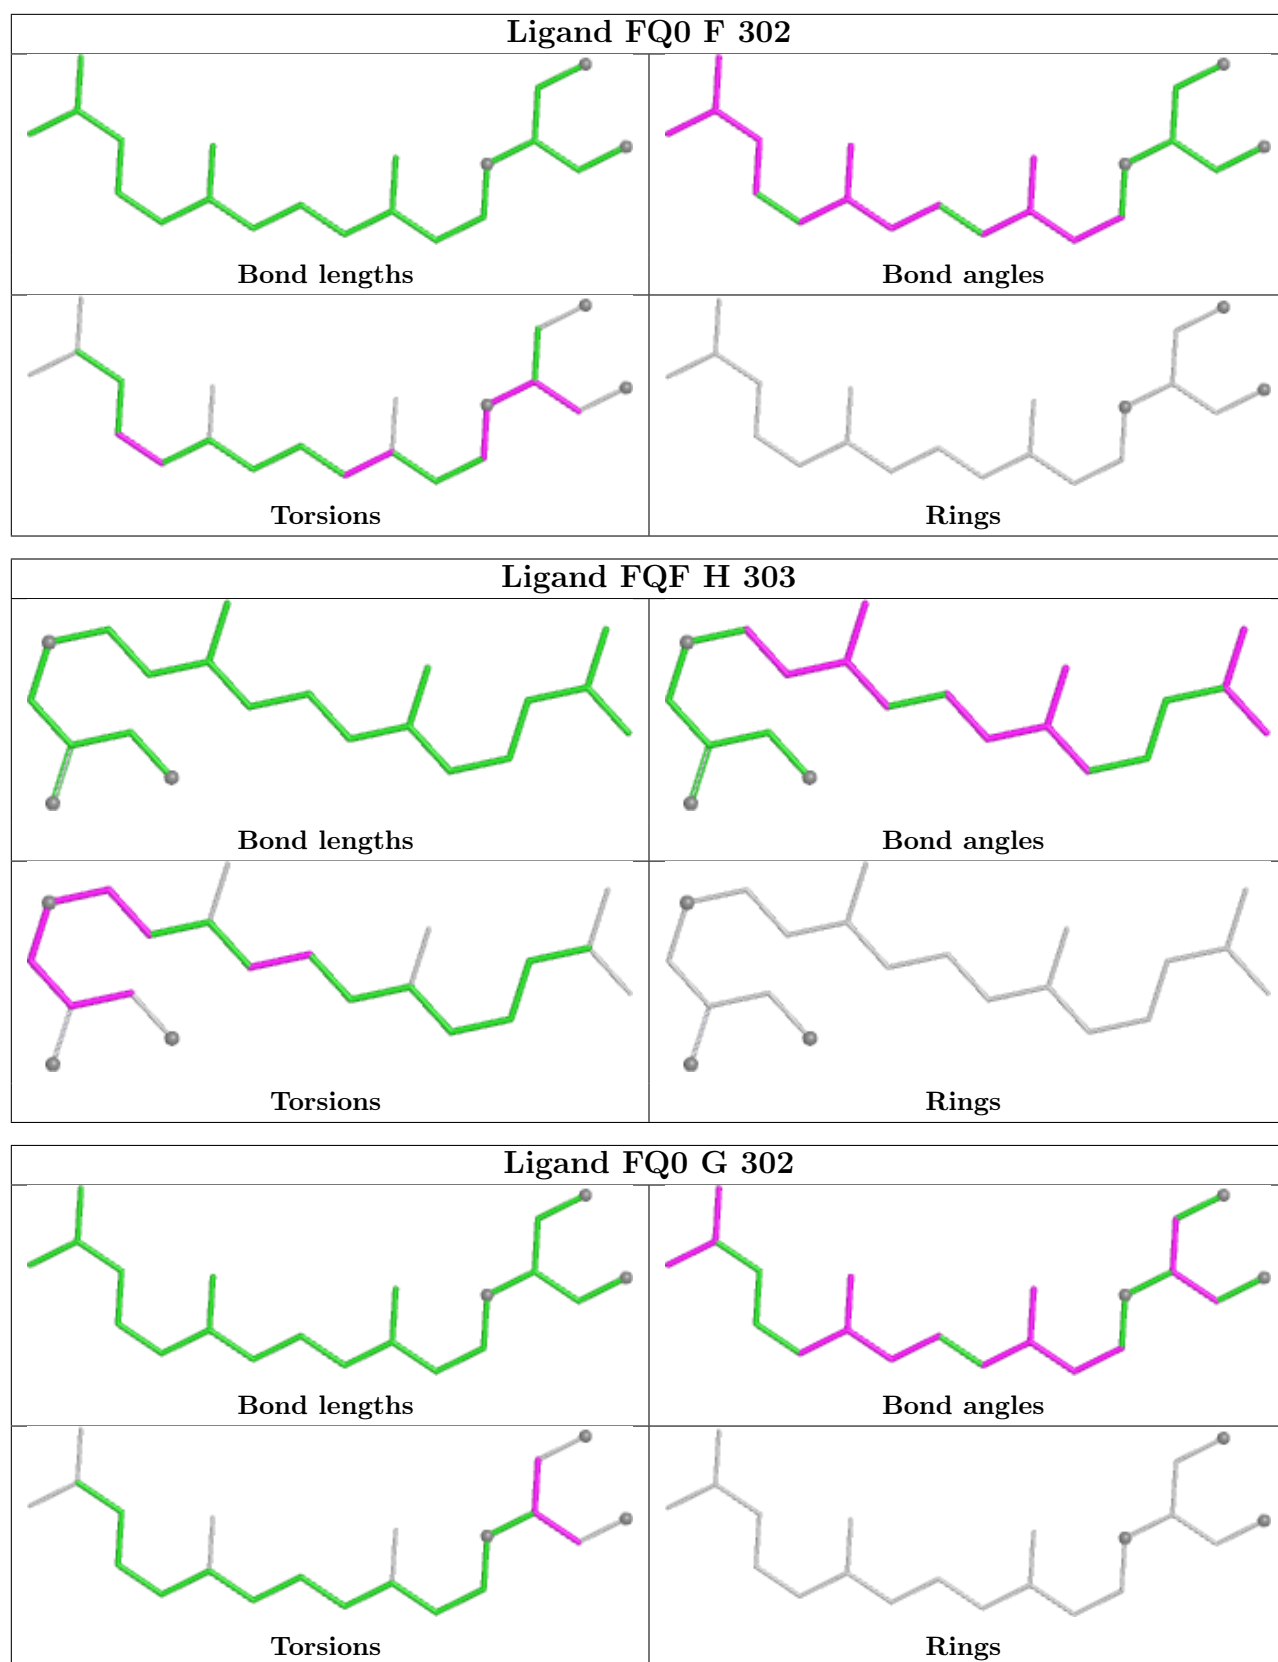 Ligand FQ0 F 302
Bond lengths
Bond angles
Torsions
Rings
Ligand FQF H 303
Bond lengths
Bond angles
Torsions
Rings
Ligand FQ0 G 302
Bond lengths
Bond angles
Torsions
Rings